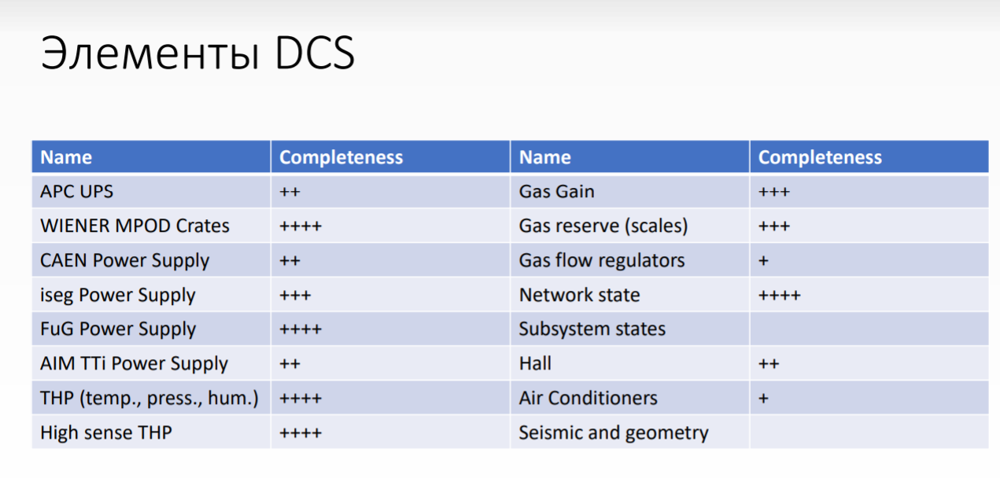 Элементы DCS
Name Completeness Name Completeness
APC UPS ++ Gas Gain +++
WIENER MPOD Crates ++++ Gas reserve (scales) +++
CAEN Power Supply ++ Gas flow regulators +
iseg Power Supply +++ Network state ++++
FuG Power Supply ++++ Subsystem states
AIM TTi Power Supply ++ Hall ++
THP (temp., press., hum.) ++++ Air Conditioners +
High sense THP ++++ Seismic and geometry